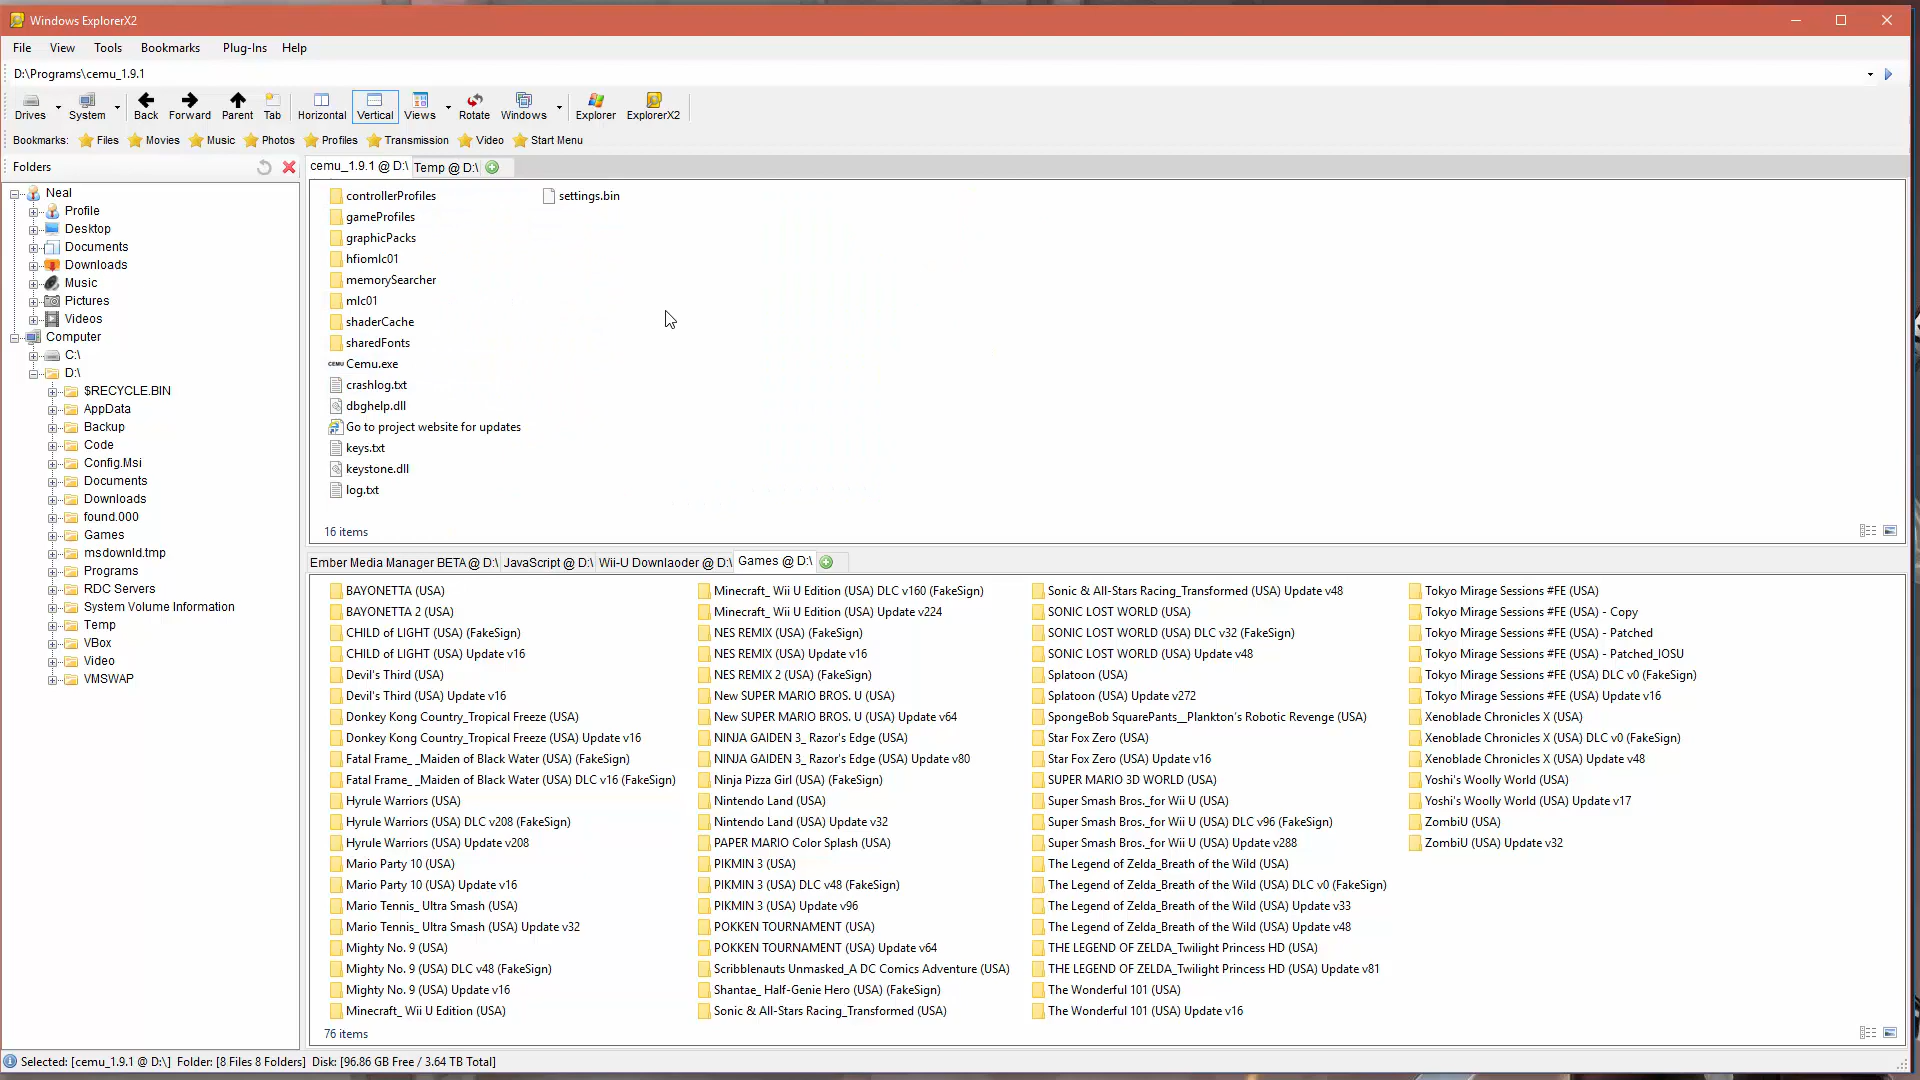 Windows ExplorerX2
File View Tools Bookmarks Plug-Ins Help
D:\Programs\cemu_1.9.1
Drives System Back Forward Parent Tab Horizontal Vertical Views Rotate Windows Explorer ExplorerX2
Bookmarks: Files Movies Music Photos Profiles Transmission Video Start Menu
Folders
Neal
Profile
Desktop
Documents
Downloads
Music
Pictures
Videos
Computer
C:\
D:\
$RECYCLE.BIN
AppData
Backup
Code
Config.Msi
Documents
Downloads
found.000
Games
msdownld.tmp
Programs
RDC Servers
System Volume Information
Temp
VBox
Video
VMSWAP
cemu_1.9.1 @ D:\ Temp @ D:\
controllerProfiles
gameProfiles
graphicPacks
hfiomlc01
memorySearcher
mlc01
shaderCache
sharedFonts
CEMU Cemu.exe
crashlog.txt
dbghelp.dll
Go to project website for updates
keys.txt
keystone.dll
log.txt
settings.bin
16 items
Ember Media Manager BETA @ D:\ JavaScript @ D:\ Wii-U Downlaoder @ D:\ Games @ D:\
BAYONETTA (USA)
BAYONETTA 2 (USA)
CHILD of LIGHT (USA) (FakeSign)
CHILD of LIGHT (USA) Update v16
Devil's Third (USA)
Devil's Third (USA) Update v16
Donkey Kong Country_Tropical Freeze (USA)
Donkey Kong Country_Tropical Freeze (USA) Update v16
Fatal Frame_ _Maiden of Black Water (USA) (FakeSign)
Fatal Frame_ _Maiden of Black Water (USA) DLC v16 (FakeSign)
Hyrule Warriors (USA)
Hyrule Warriors (USA) DLC v208 (FakeSign)
Hyrule Warriors (USA) Update v208
Mario Party 10 (USA)
Mario Party 10 (USA) Update v16
Mario Tennis_ Ultra Smash (USA)
Mario Tennis_ Ultra Smash (USA) Update v32
Mighty No. 9 (USA)
Mighty No. 9 (USA) DLC v48 (FakeSign)
Mighty No. 9 (USA) Update v16
Minecraft_ Wii U Edition (USA)
Minecraft_ Wii U Edition (USA) DLC v160 (FakeSign)
Minecraft_ Wii U Edition (USA) Update v224
NES REMIX (USA) (FakeSign)
NES REMIX (USA) Update v16
NES REMIX 2 (USA) (FakeSign)
New SUPER MARIO BROS. U (USA)
New SUPER MARIO BROS. U (USA) Update v64
NINJA GAIDEN 3_ Razor's Edge (USA)
NINJA GAIDEN 3_ Razor's Edge (USA) Update v80
Ninja Pizza Girl (USA) (FakeSign)
Nintendo Land (USA)
Nintendo Land (USA) Update v32
PAPER MARIO Color Splash (USA)
PIKMIN 3 (USA)
PIKMIN 3 (USA) DLC v48 (FakeSign)
PIKMIN 3 (USA) Update v96
POKKEN TOURNAMENT (USA)
POKKEN TOURNAMENT (USA) Update v64
Scribblenauts Unmasked_A DC Comics Adventure (USA)
Shantae_ Half-Genie Hero (USA) (FakeSign)
Sonic & All-Stars Racing_Transformed (USA)
Sonic & All-Stars Racing_Transformed (USA) Update v48
SONIC LOST WORLD (USA)
SONIC LOST WORLD (USA) DLC v32 (FakeSign)
SONIC LOST WORLD (USA) Update v48
Splatoon (USA)
Splatoon (USA) Update v272
SpongeBob SquarePants__Plankton's Robotic Revenge (USA)
Star Fox Zero (USA)
Star Fox Zero (USA) Update v16
SUPER MARIO 3D WORLD (USA)
Super Smash Bros._for Wii U (USA)
Super Smash Bros._for Wii U (USA) DLC v96 (FakeSign)
Super Smash Bros._for Wii U (USA) Update v288
The Legend of Zelda_Breath of the Wild (USA)
The Legend of Zelda_Breath of the Wild (USA) DLC v0 (FakeSign)
The Legend of Zelda_Breath of the Wild (USA) Update v33
The Legend of Zelda_Breath of the Wild (USA) Update v48
THE LEGEND OF ZELDA_Twilight Princess HD (USA)
THE LEGEND OF ZELDA_Twilight Princess HD (USA) Update v81
The Wonderful 101 (USA)
The Wonderful 101 (USA) Update v16
Tokyo Mirage Sessions #FE (USA)
Tokyo Mirage Sessions #FE (USA) - Copy
Tokyo Mirage Sessions #FE (USA) - Patched
Tokyo Mirage Sessions #FE (USA) - Patched_IOSU
Tokyo Mirage Sessions #FE (USA) DLC v0 (FakeSign)
Tokyo Mirage Sessions #FE (USA) Update v16
Xenoblade Chronicles X (USA)
Xenoblade Chronicles X (USA) DLC v0 (FakeSign)
Xenoblade Chronicles X (USA) Update v48
Yoshi's Woolly World (USA)
Yoshi's Woolly World (USA) Update v17
ZombiU (USA)
ZombiU (USA) Update v32
76 items
Selected: [cemu_1.9.1 @ D:\] Folder: [8 Files 8 Folders] Disk: [96.86 GB Free / 3.64 TB Total]